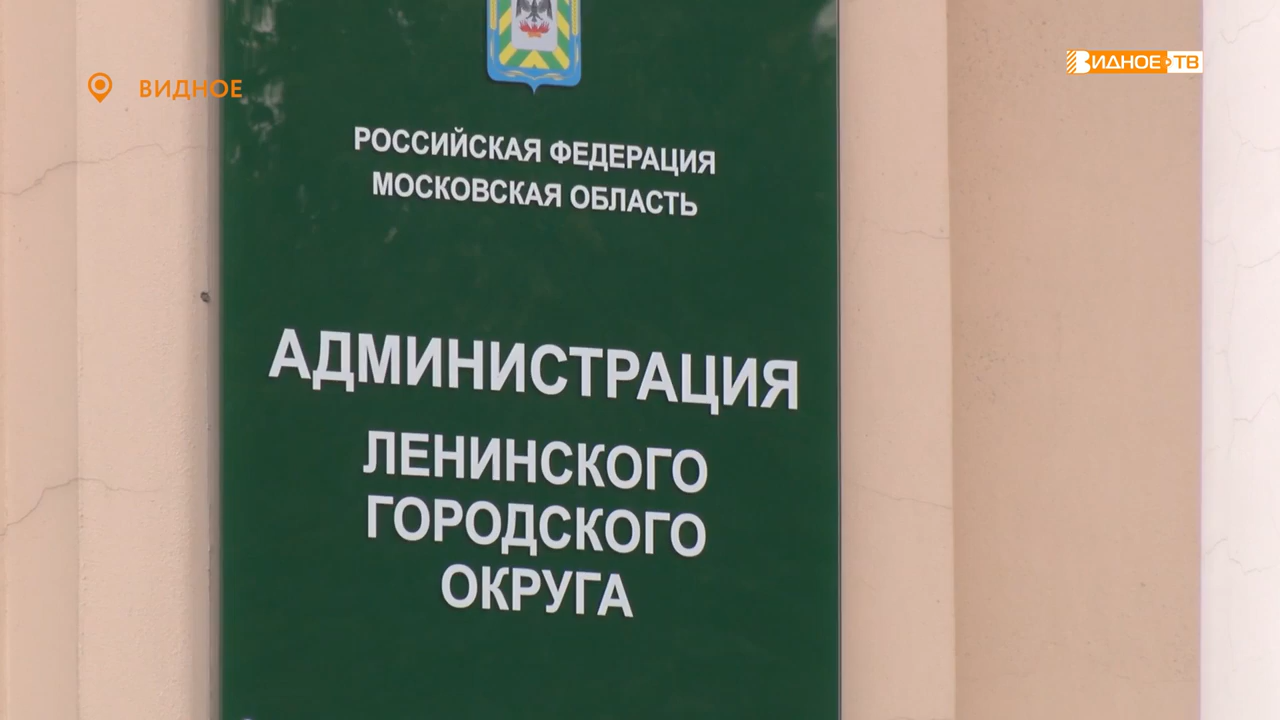 ВИДНОЕ
ВИДНОЕ ТВ
РОССИЙСКАЯ ФЕДЕРАЦИЯ
МОСКОВСКАЯ ОБЛАСТЬ
АДМИНИСТРАЦИЯ
ЛЕНИНСКОГО
ГОРОДСКОГО
ОКРУГА